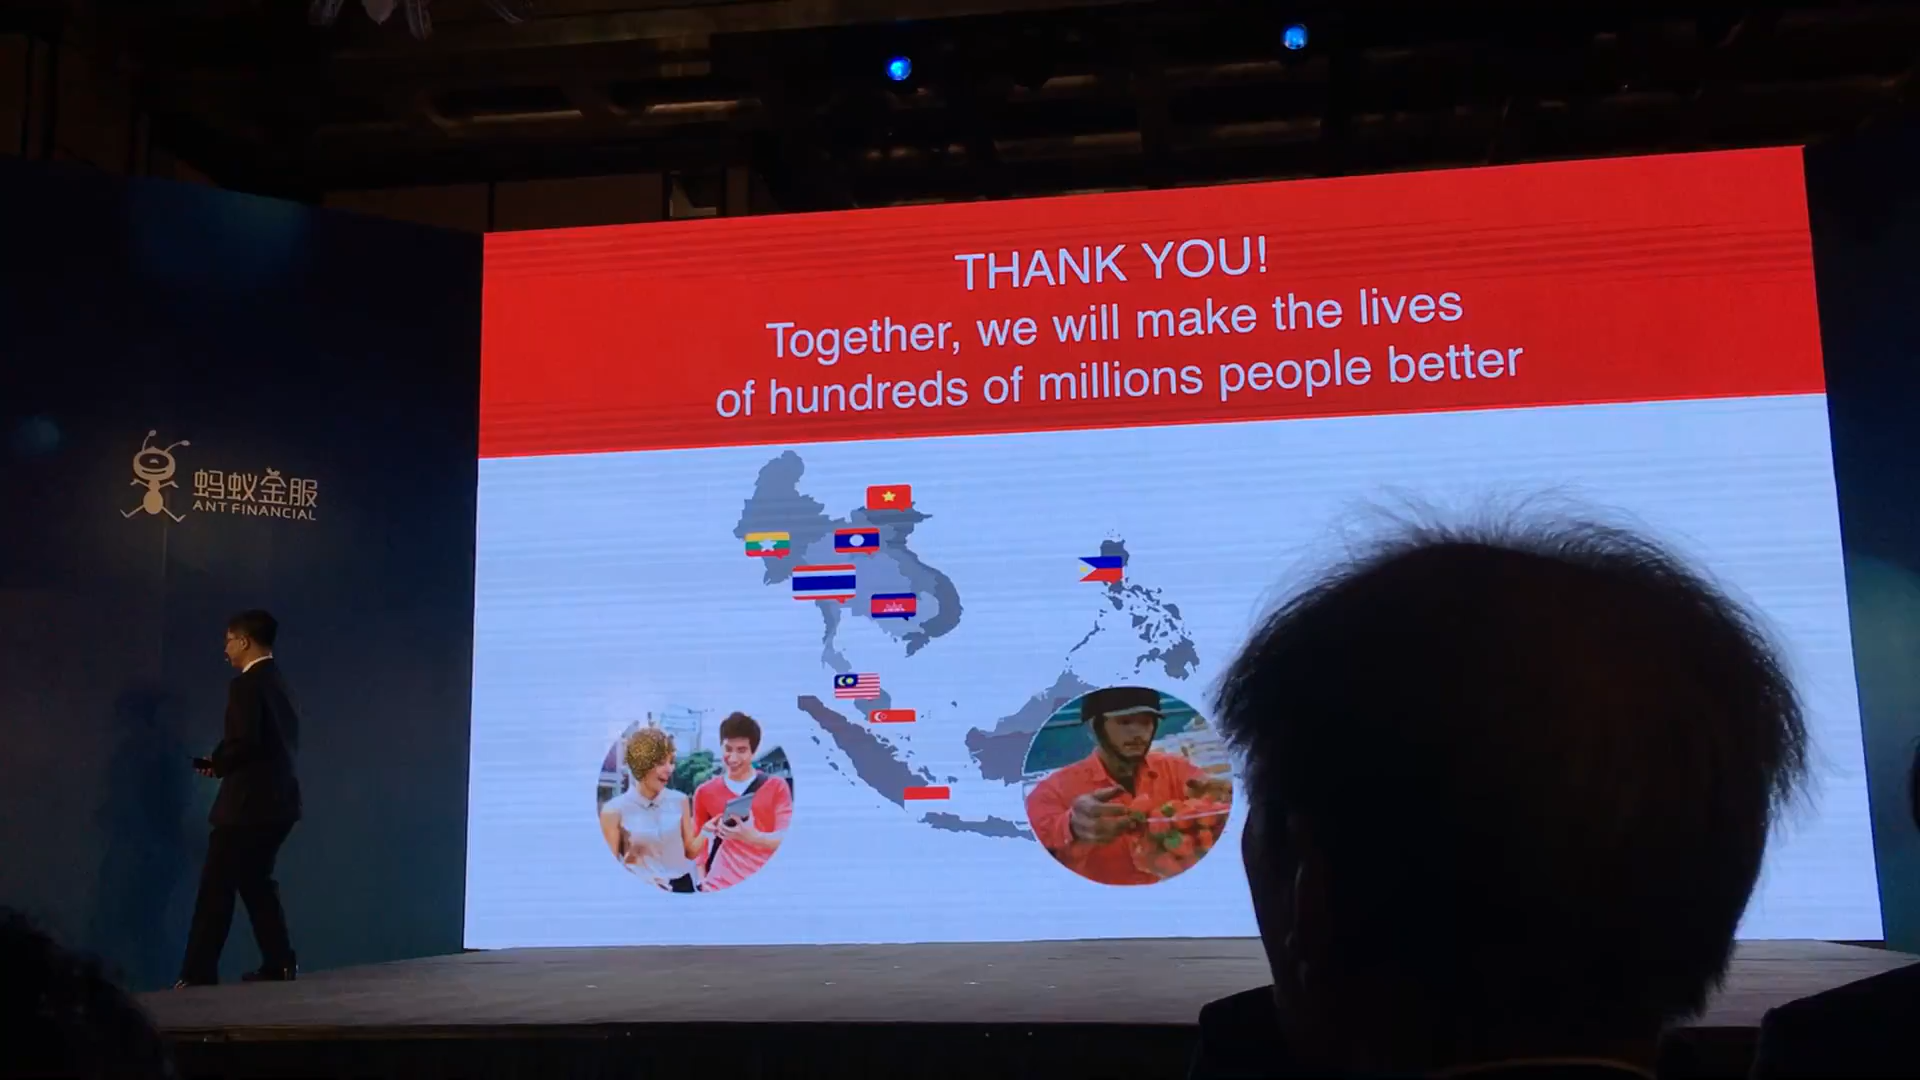 THANK YOU!
Together, we will make the lives
of hundreds of millions people better
蚂蚁金服
ANT FINANCIAL